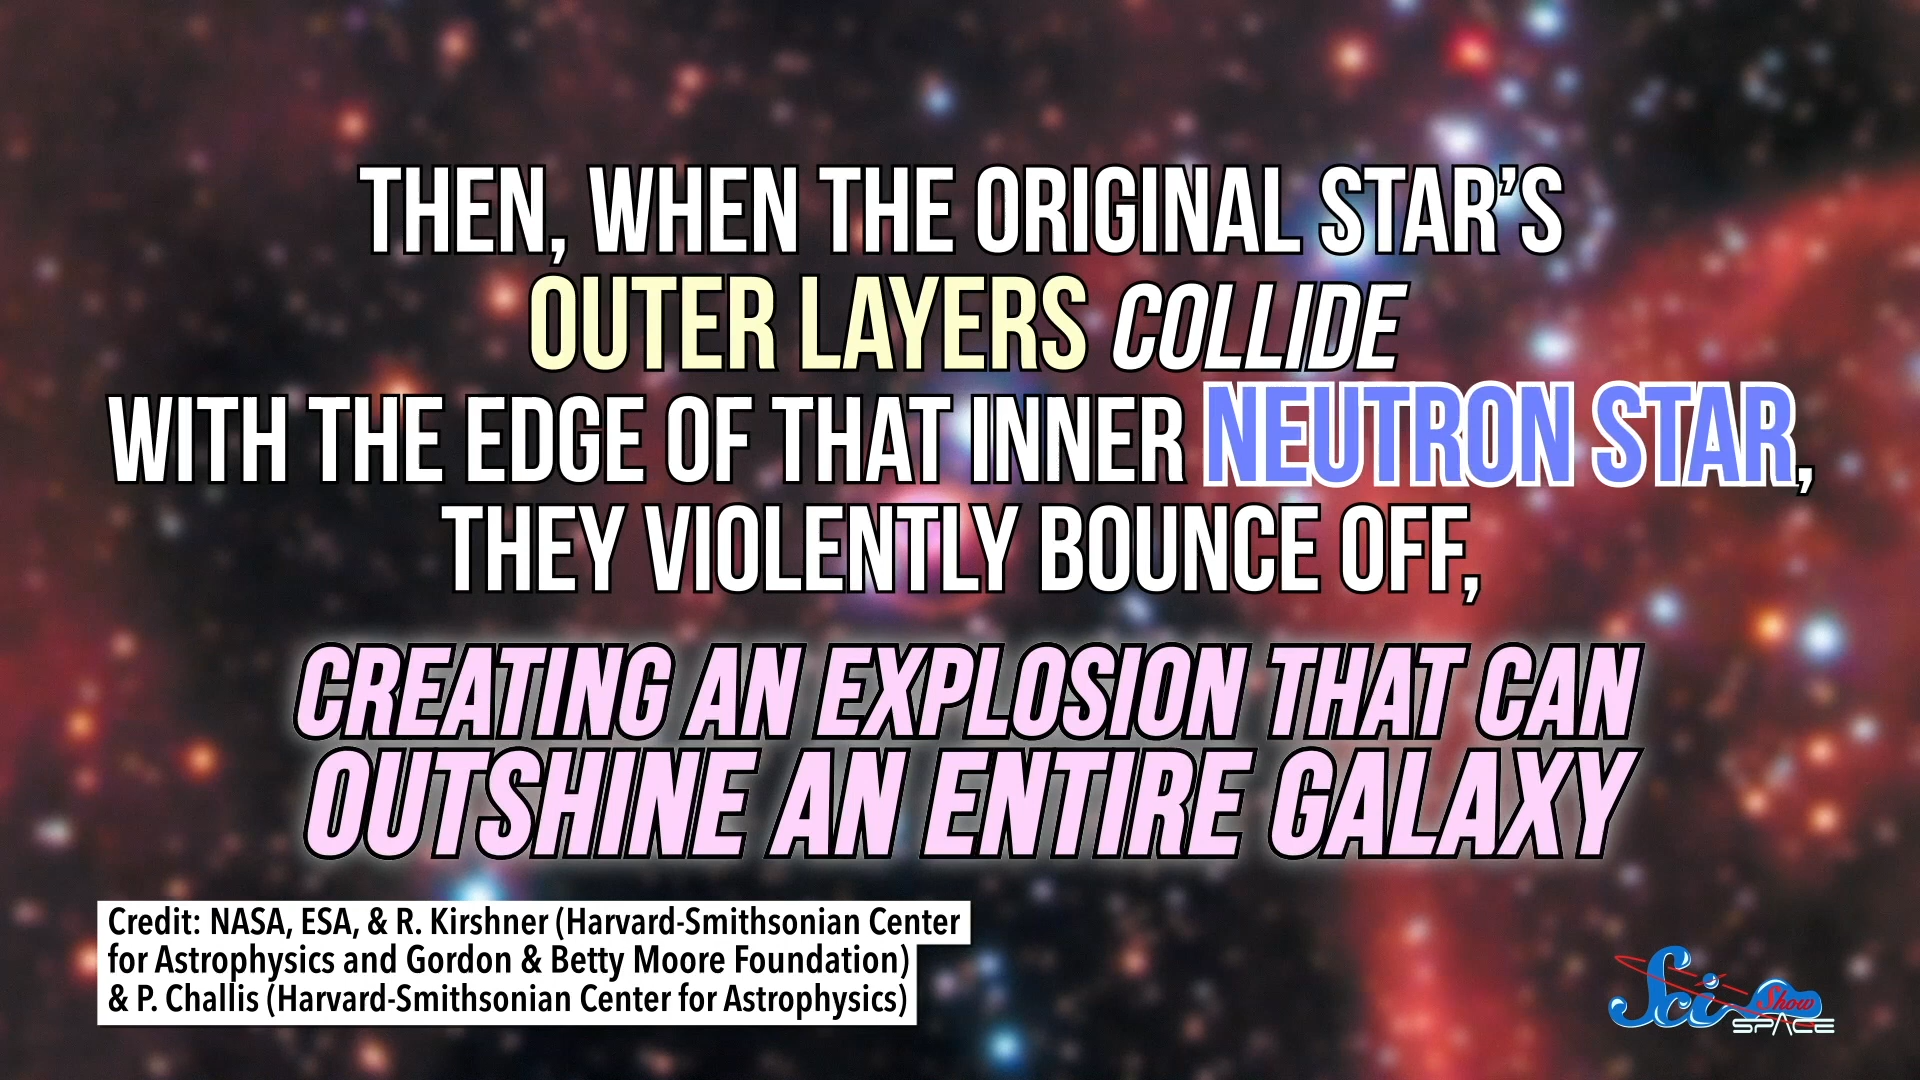 THEN, WHEN THE ORIGINAL STAR'S
OUTER LAYERS COLLIDE
WITH THE EDGE OF THAT INNER NEUTRON STAR,
THEY VIOLENTLY BOUNCE OFF,
CREATING AN EXPLOSION THAT CAN
OUTSHINE AN ENTIRE GALAXY
Credit: NASA, ESA, & R. Kirshner (Harvard-Smithsonian Center
for Astrophysics and Gordon & Betty Moore Foundation)
& P. Challis (Harvard-Smithsonian Center for Astrophysics)
Sci Show
SPACE